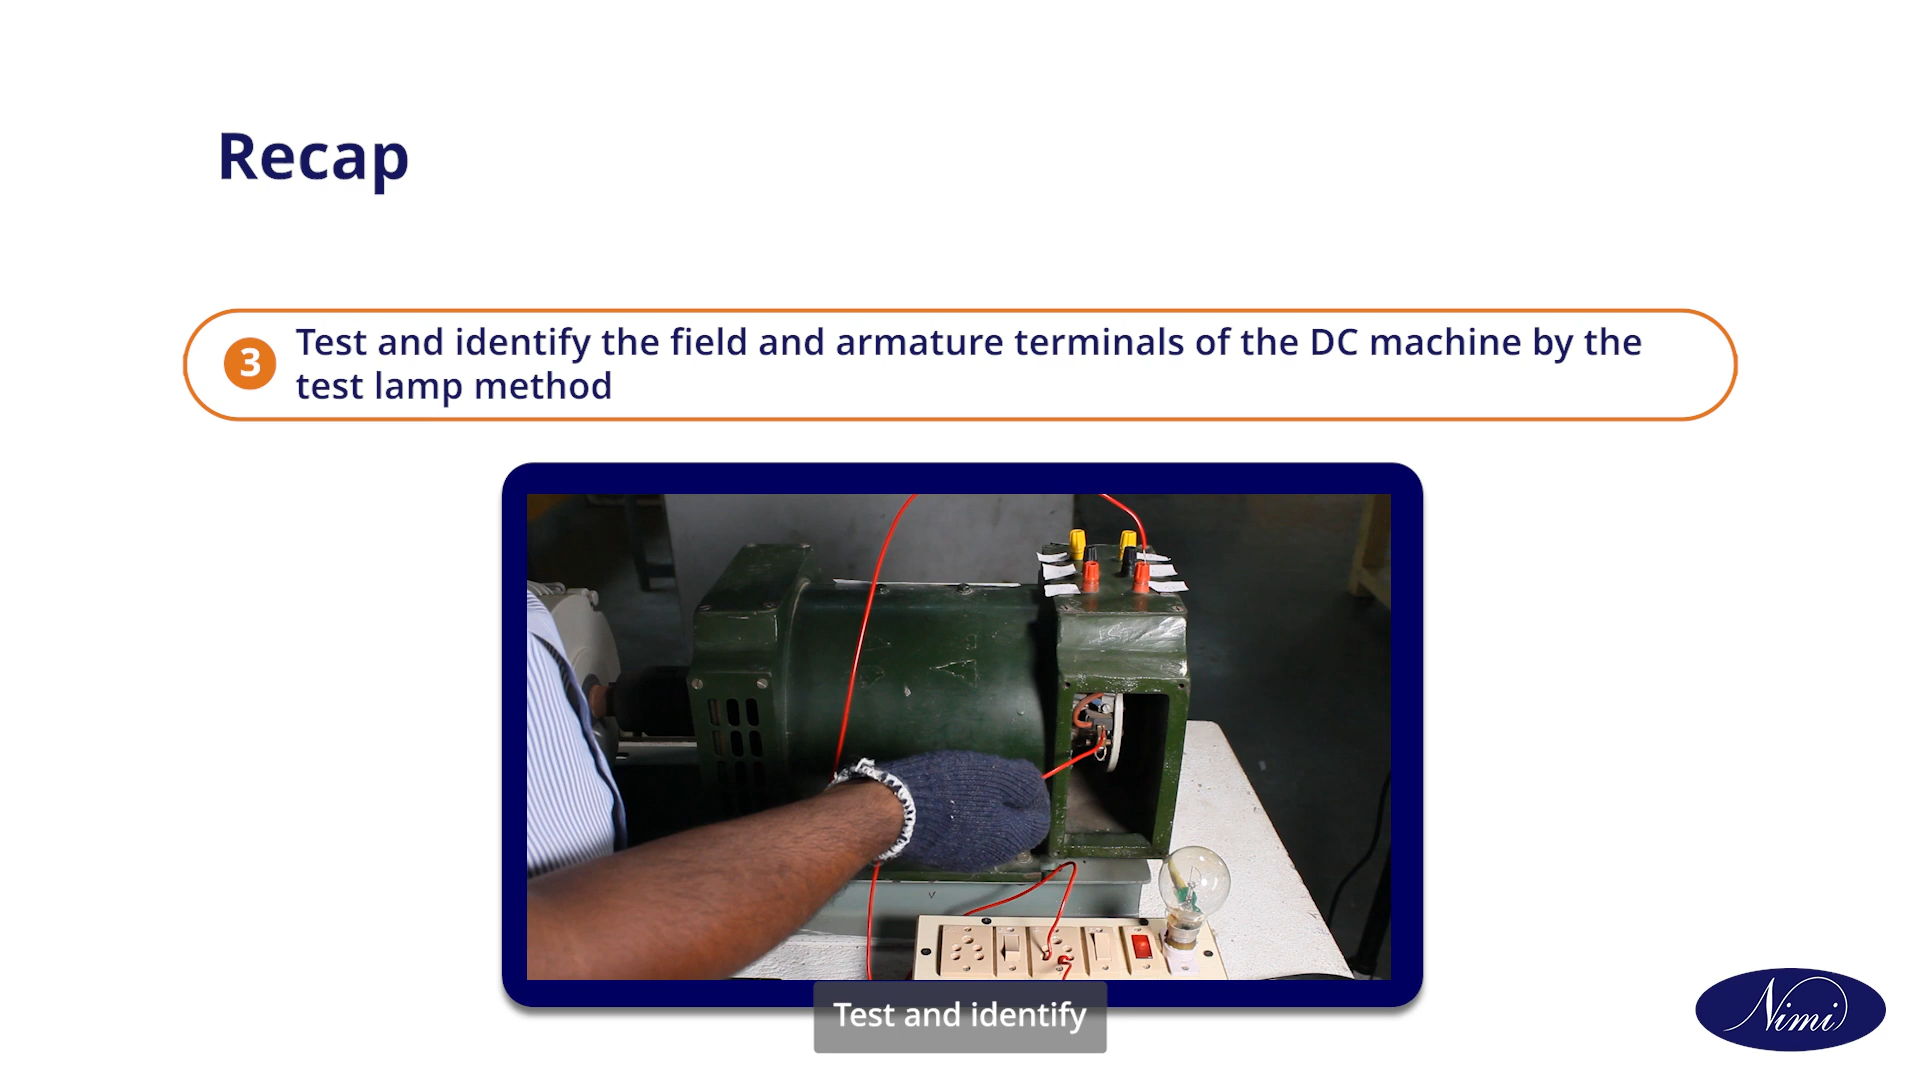 Recap
3
Test and identify the field and armature terminals of the DC machine by the
test lamp method
Test and identify
Nimi